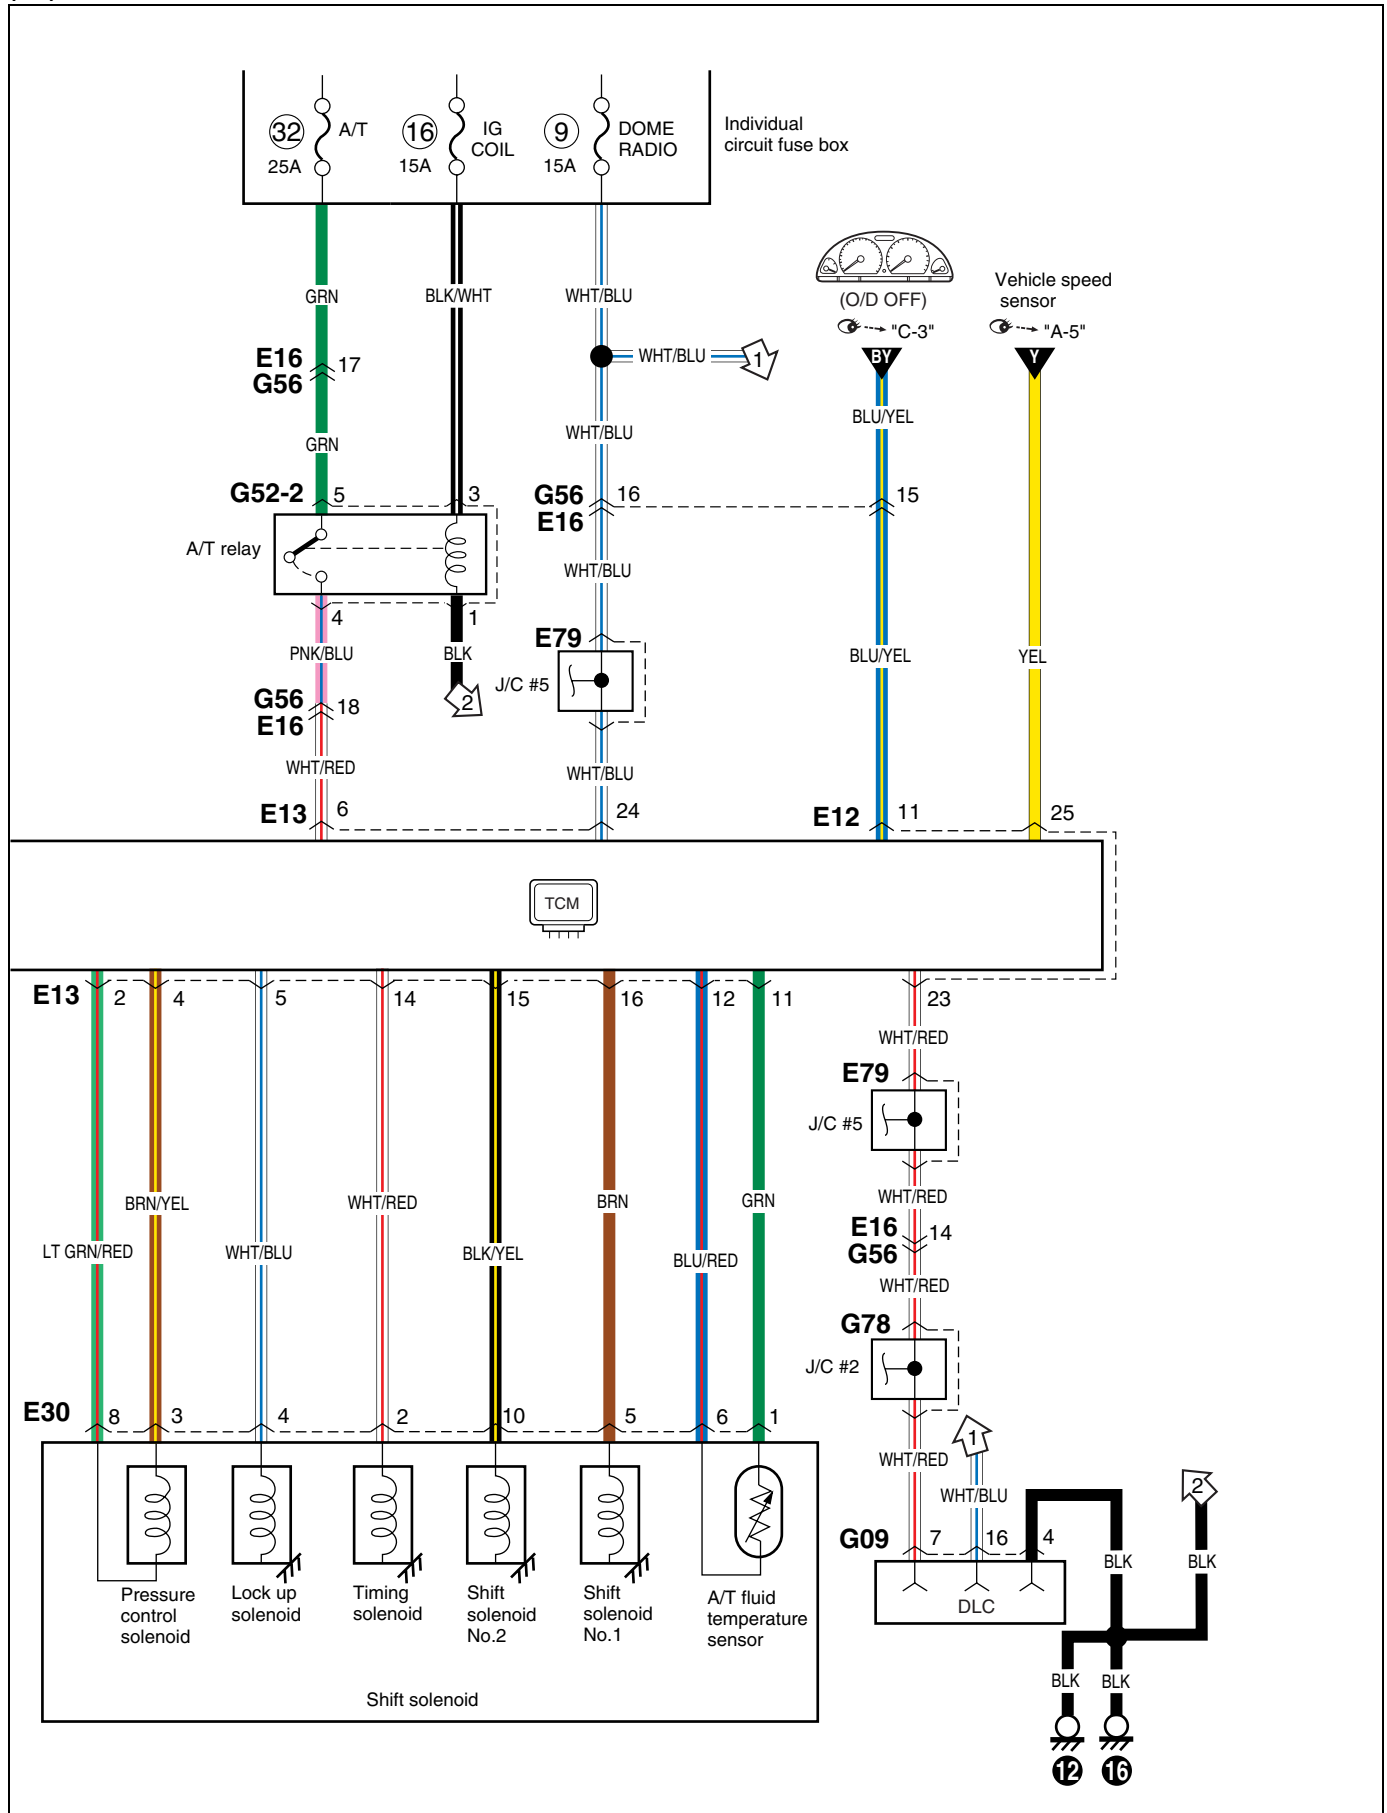 32 A/T
25A
16 IG
COIL
15A
9 DOME
RADIO
15A
Individual
circuit fuse box
GRN
BLK/WHT
WHT/BLU
(O/D OFF)
"C-3"
Vehicle speed
sensor
"A-5"
E16
G56
17
WHT/BLU
1
BY
Y
GRN
WHT/BLU
BLU/YEL
G52-2
5
3
G56
E16
16
15
A/T relay
WHT/BLU
4
1
PNK/BLU
BLK
E79
J/C #5
BLU/YEL
YEL
G56
E16
18
2
WHT/RED
WHT/BLU
E13
6
24
E12
11
25
TCM
E13
2
4
5
14
15
16
12
11
23
WHT/RED
E79
J/C #5
LT GRN/RED
BRN/YEL
WHT/BLU
WHT/RED
BLK/YEL
BRN
BLU/RED
GRN
WHT/RED
E16
G56
14
WHT/RED
G78
J/C #2
E30
8
3
4
2
10
5
6
1
WHT/RED
1
WHT/BLU
2
G09
7
16
4
BLK
BLK
DLC
Pressure
control
solenoid
Lock up
solenoid
Timing
solenoid
Shift
solenoid
No.2
Shift
solenoid
No.1
A/T fluid
temperature
sensor
Shift solenoid
BLK
BLK
12
16